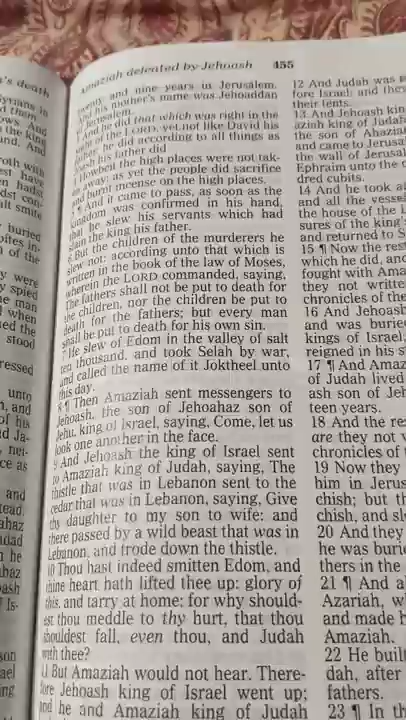 's death
Amaziah defeated by Jehoash 455
and nine years in Jerusalem.
his mother's name was Jehoaddan
Jerusalem.
And he did that which was right in the
of the LORD, yet not like David his
he did according to all things as
his father did
Howbeit the high places were not tak-
away: as yet the people did sacrifice
and burnt incense on the high places.
And it came to pass, as soon as the
kingdom was confirmed in his hand,
he slew his servants which had
slain the king his father.
But the children of the murderers he
slew not: according unto that which is
written in the book of the law of Moses,
wherein the LORD commanded, saying,
The fathers shall not be put to death for
the children, nor the children be put to
death for the fathers; but every man
shall be put to death for his own sin.
7 He slew of Edom in the valley of salt
ten thousand, and took Selah by war,
and called the name of it Joktheel unto
this day.
8 ¶ Then Amaziah sent messengers to
Jehoash, the son of Jehoahaz son of
Jehu, king of Israel, saying, Come, let us
look one another in the face.
9 And Jehoash the king of Israel sent
to Amaziah king of Judah, saying, The
thistle that was in Lebanon sent to the
cedar that was in Lebanon, saying, Give
thy daughter to my son to wife: and
there passed by a wild beast that was in
Lebanon, and trode down the thistle.
10 Thou hast indeed smitten Edom, and
thine heart hath lifted thee up: glory of
this, and tarry at home: for why should-
est thou meddle to thy hurt, that thou
shouldest fall, even thou, and Judah
with thee?
11 But Amaziah would not hear. There-
fore Jehoash king of Israel went up;
and he and Amaziah king of Judah
12 And Judah was
fore Israel; and they
their tents.
13 And Jehoash kin
aziah king of Judah
the son of Ahaziah
and came to Jerusa
the wall of Jerusal
Ephraim unto the
dred cubits.
14 And he took a
and all the vesse
the house of the L
sures of the king'
and returned to S
15 ¶ Now the rest
which he did, and
fought with Ama
they not writte
chronicles of the
16 And Jehoash
and was buried
kings of Israel;
reigned in his s
17 ¶ And Amaz
of Judah lived
ash son of Jeh
teen years.
18 And the re
are they not
chronicles of
19 Now they
him in Jerus
chish; but th
chish, and sl
20 And they
he was burie
thers in the
21 ¶ And a
Azariah, w
and made h
Amaziah.
22 He buil
dah, after
fathers.
23 ¶ In th